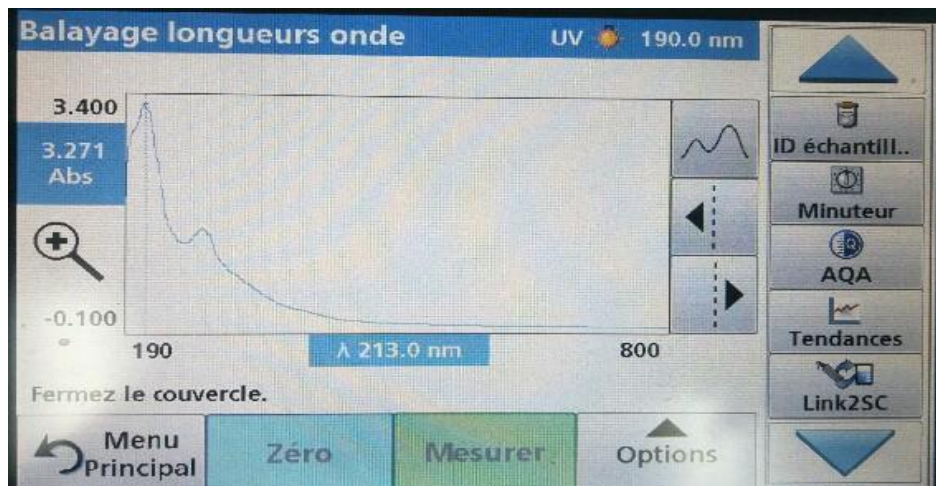 Balayage longueurs onde
UV 190.0 nm
3.400
3.271
Abs
-0.100
190
λ 213.0 nm
800
Fermez le couvercle.
Menu
Principal
Zéro
Mesurer
Options
ID échantill..
Minuteur
AQA
Tendances
Link2SC